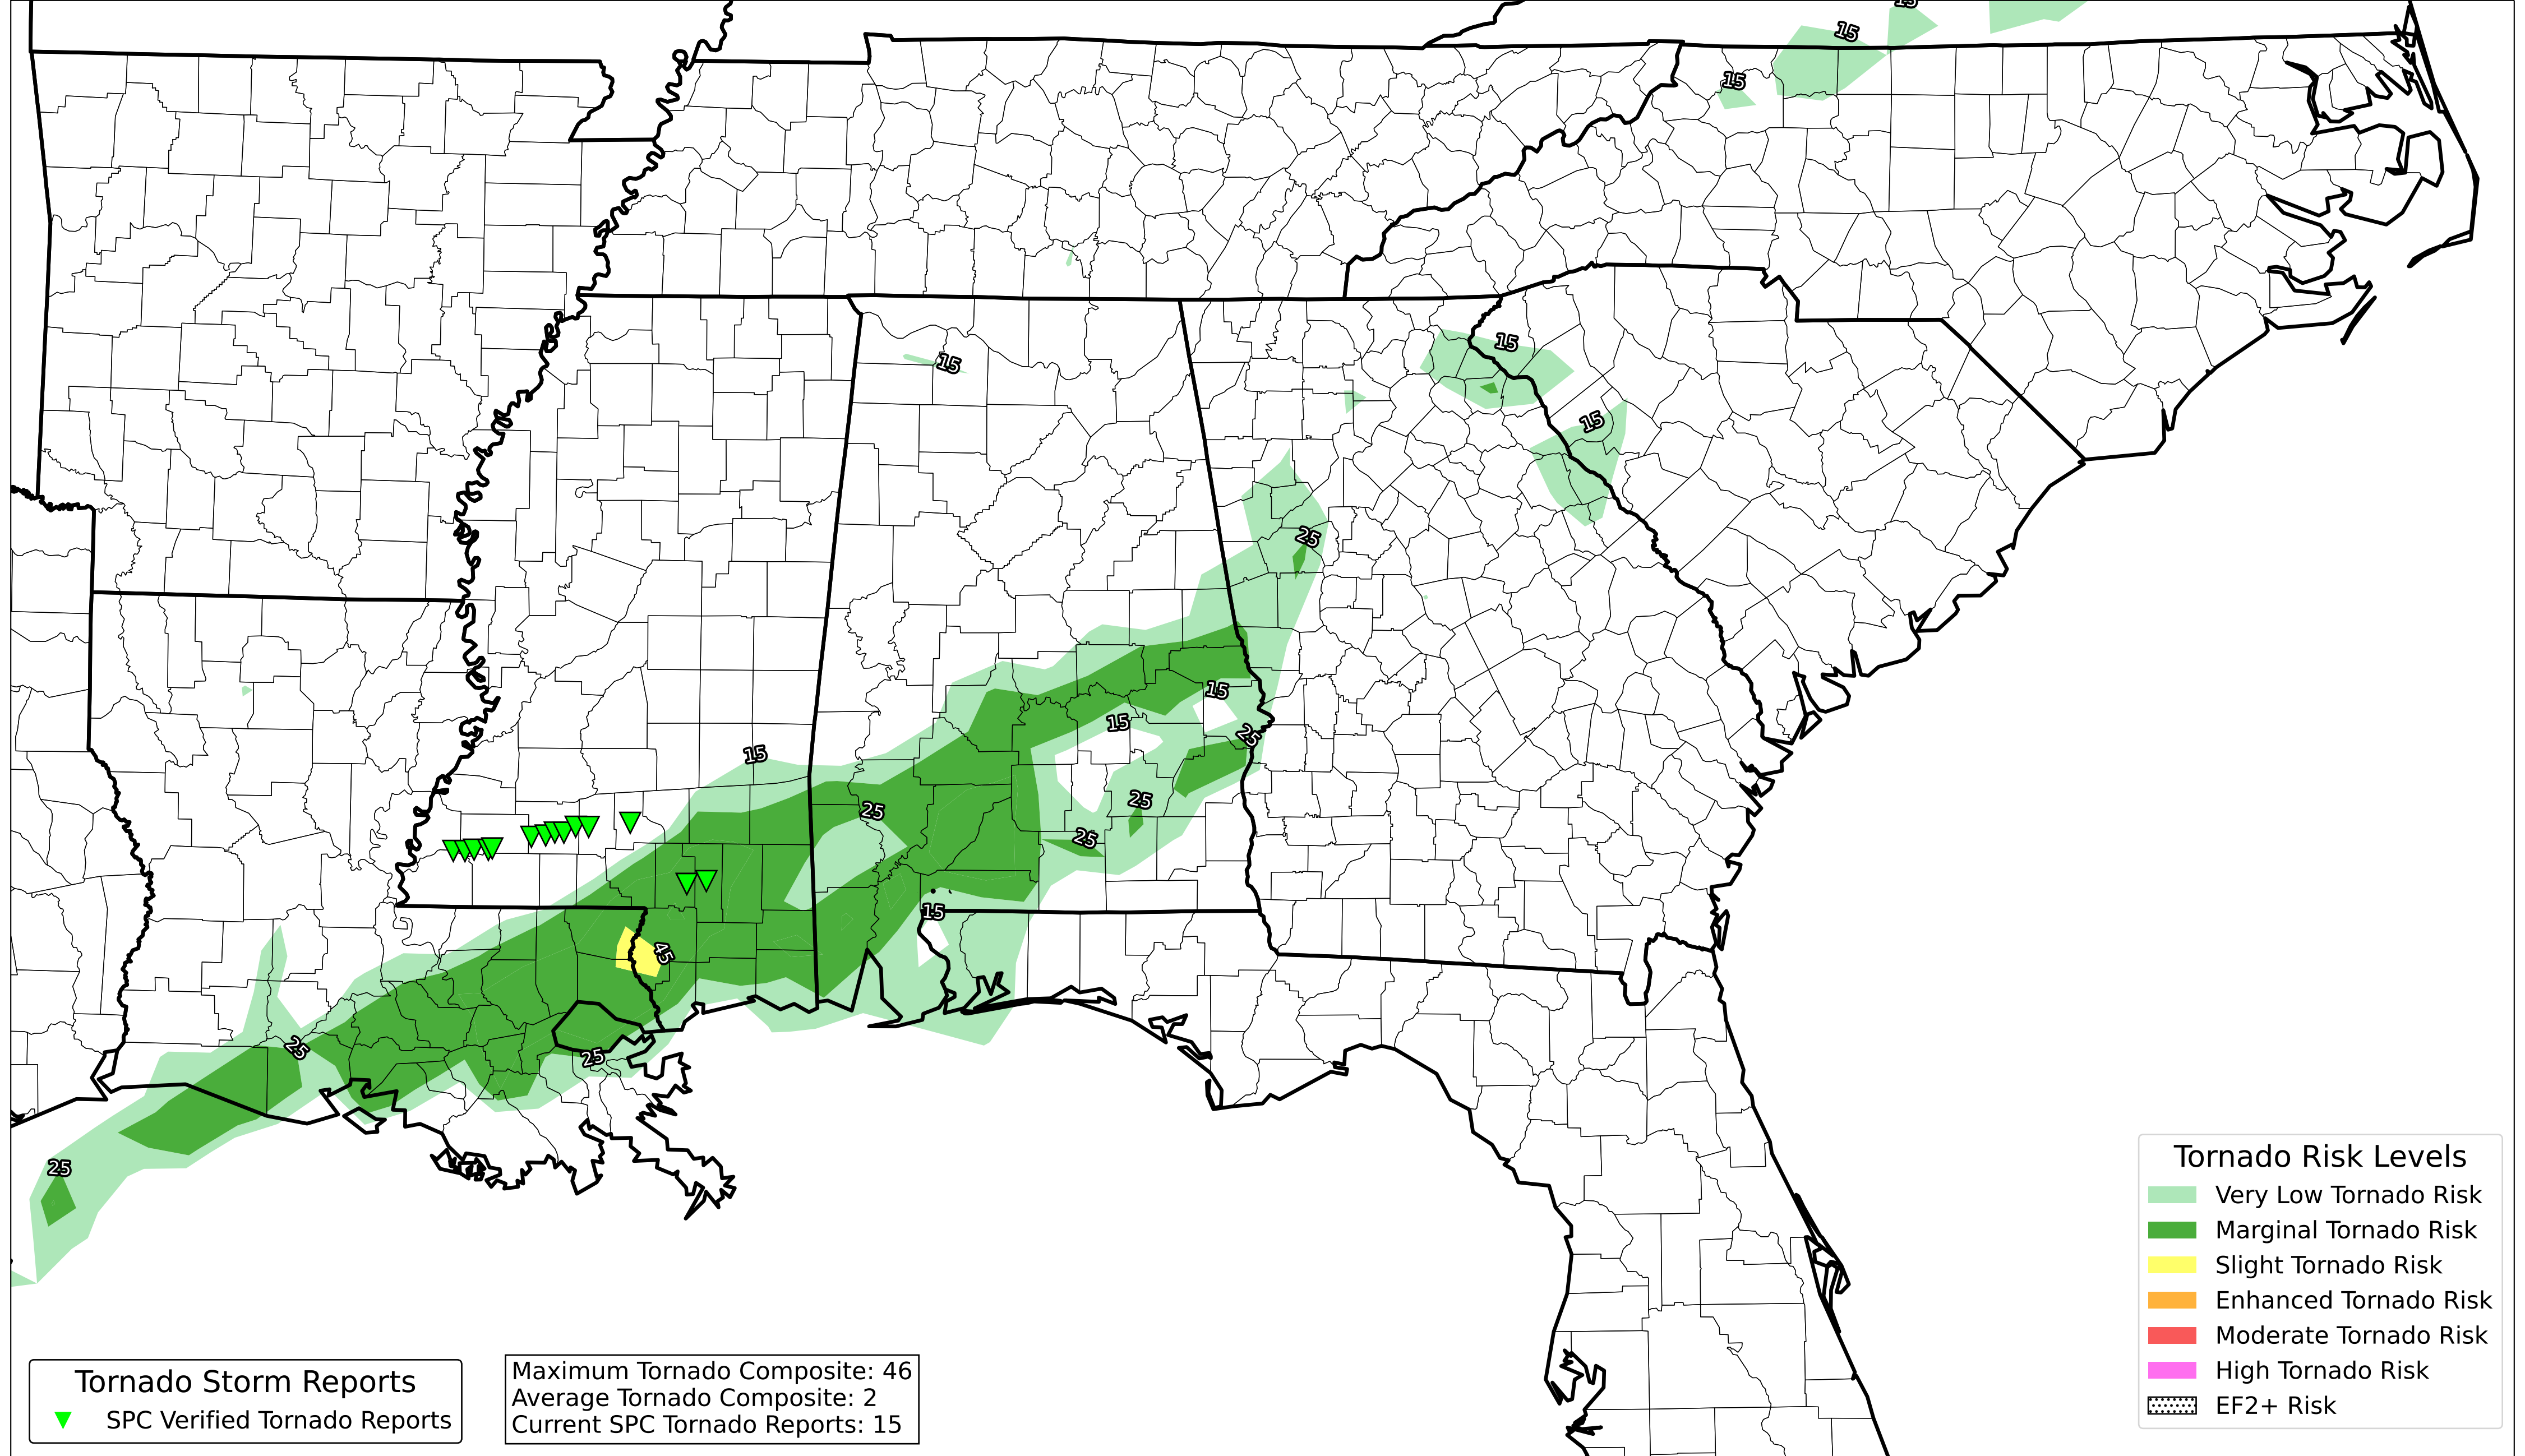 15
15
15
15
15
15
25
15
15
25
15
25
25
25
15
45
25
25
25
Tornado Risk Levels
Very Low Tornado Risk
Marginal Tornado Risk
Slight Tornado Risk
Enhanced Tornado Risk
Moderate Tornado Risk
High Tornado Risk
EF2+ Risk
Tornado Storm Reports
SPC Verified Tornado Reports
Maximum Tornado Composite: 46
Average Tornado Composite: 2
Current SPC Tornado Reports: 15